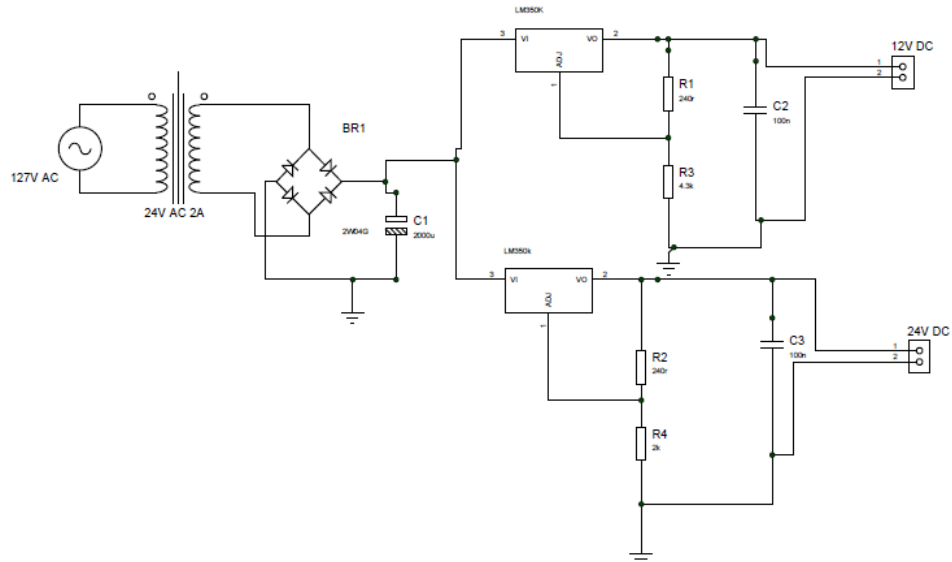 LM350K
3
VI
VO
2
ADJ
1
12V DC
1
2
R1
240r
C2
100n
R3
4.3k
BR1
127V AC
24V AC 2A
2W04G
C1
2000u
LM350k
3
VI
VO
2
ADJ
1
24V DC
1
2
C3
100n
R2
240r
R4
2k